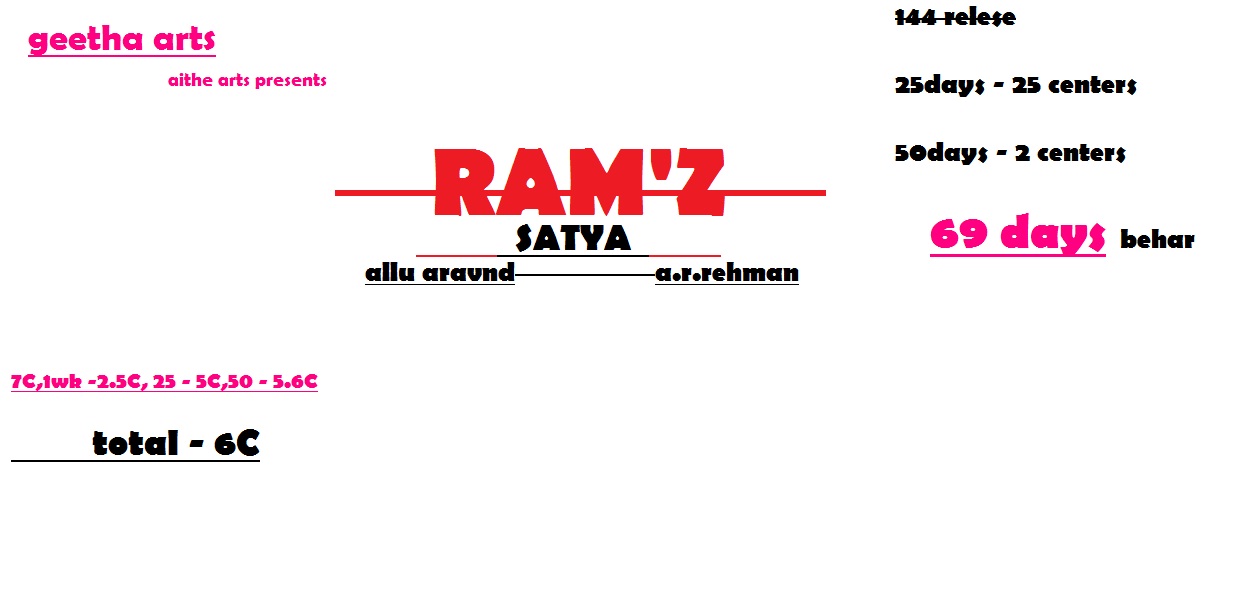 geetha arts
aithe arts presents
144 relese
25days - 25 centers
50days - 2 centers
69 days behar
RAM'Z
SATYA
allu aravnd a.r.rehman
7C,1wk -2.5C, 25 - 5C,50 - 5.6C
total - 6C